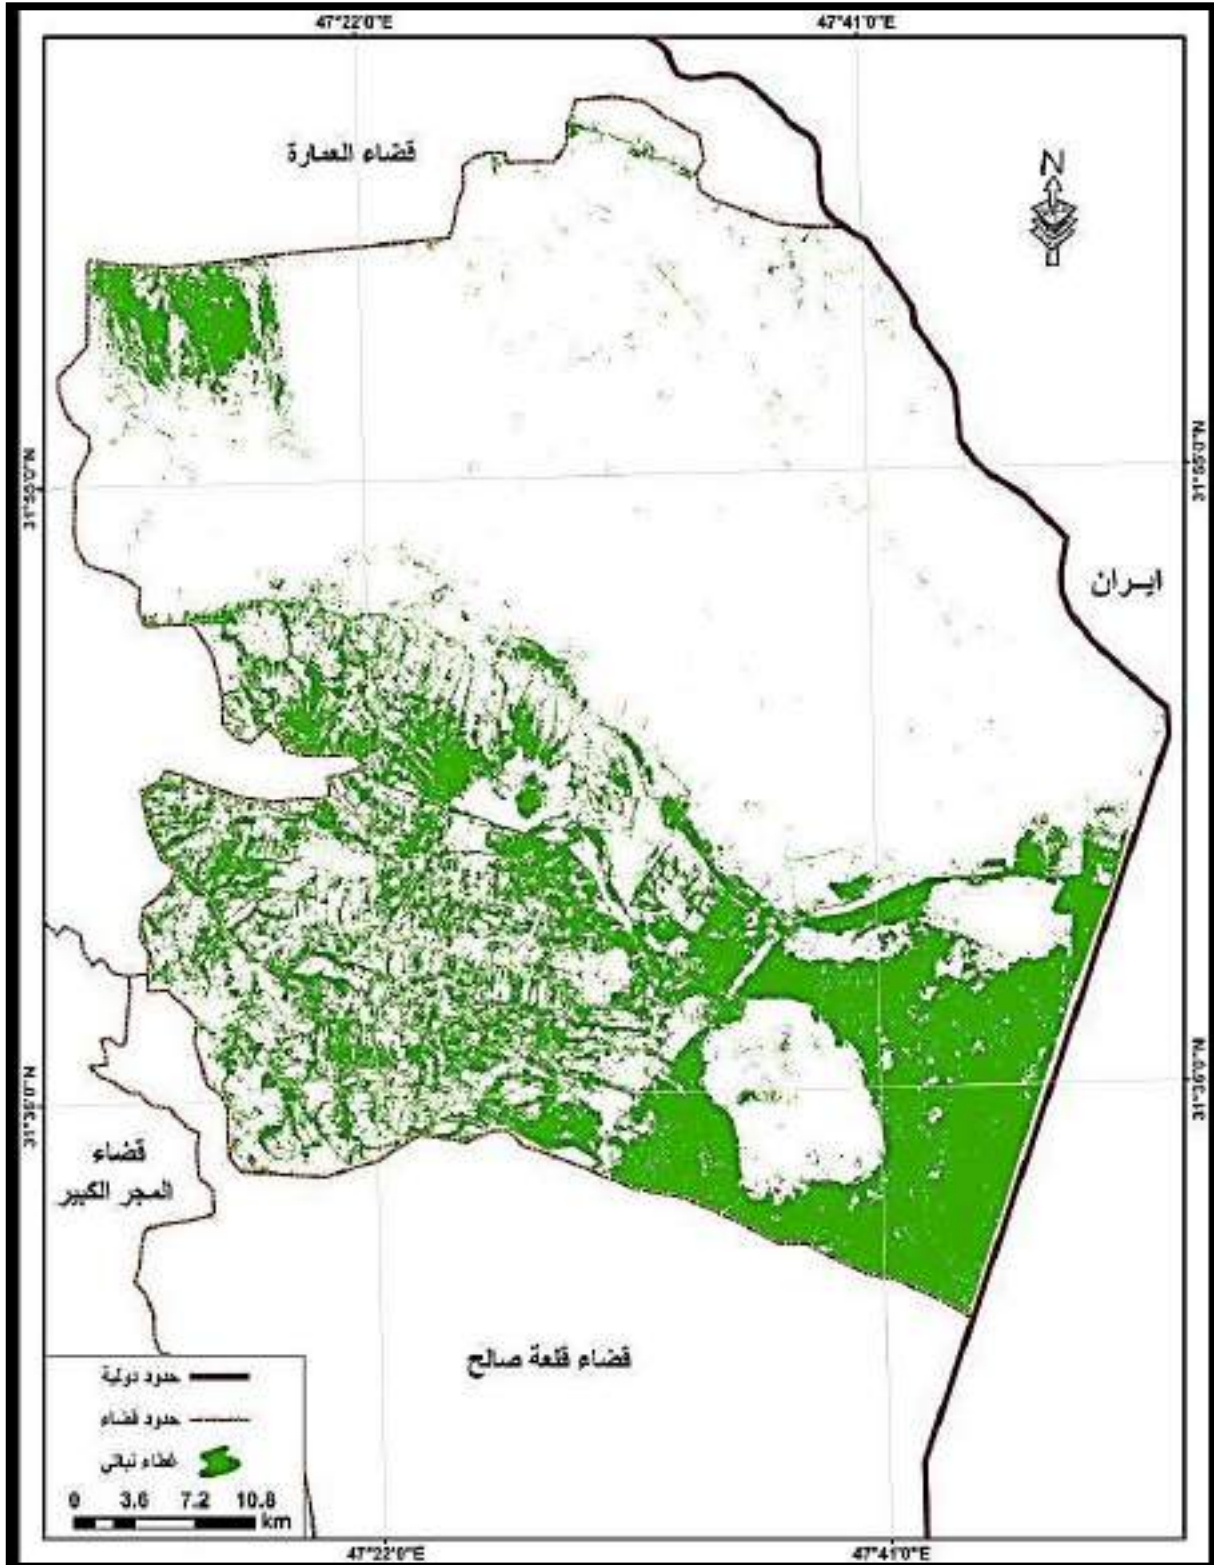 47°22'0"E
47°41'0"E
N
قضاء العمارة
31°55'0"N
31°55'0"N
ايـران
31°36'0"N
31°36'0"N
قضاء
المجر الكبير
قضاء قلعة صالح
حدود دولية
حدود قضاء
غطاء نباتي
0 3.6 7.2 10.8
km
47°22'0"E
47°41'0"E